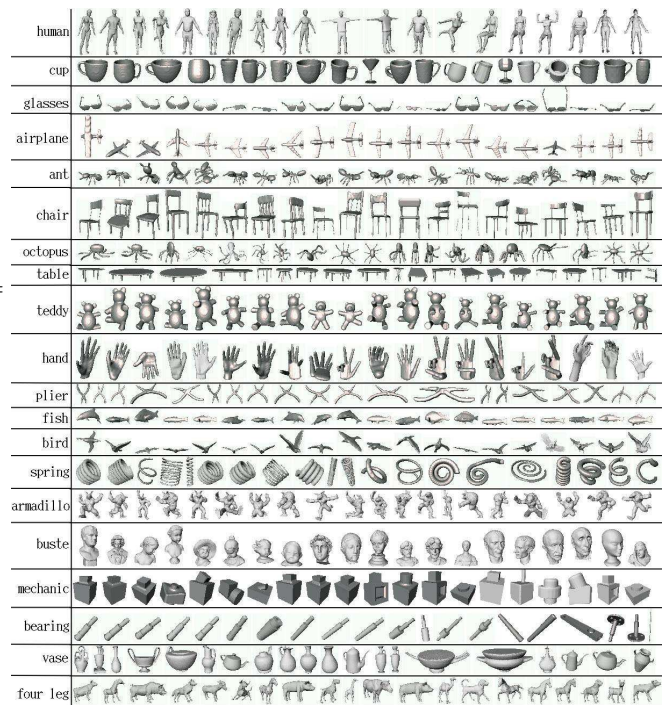 human
cup
glasses
airplane
ant
chair
octopus
table
teddy
hand
plier
fish
bird
spring
armadillo
buste
mechanic
bearing
vase
four leg